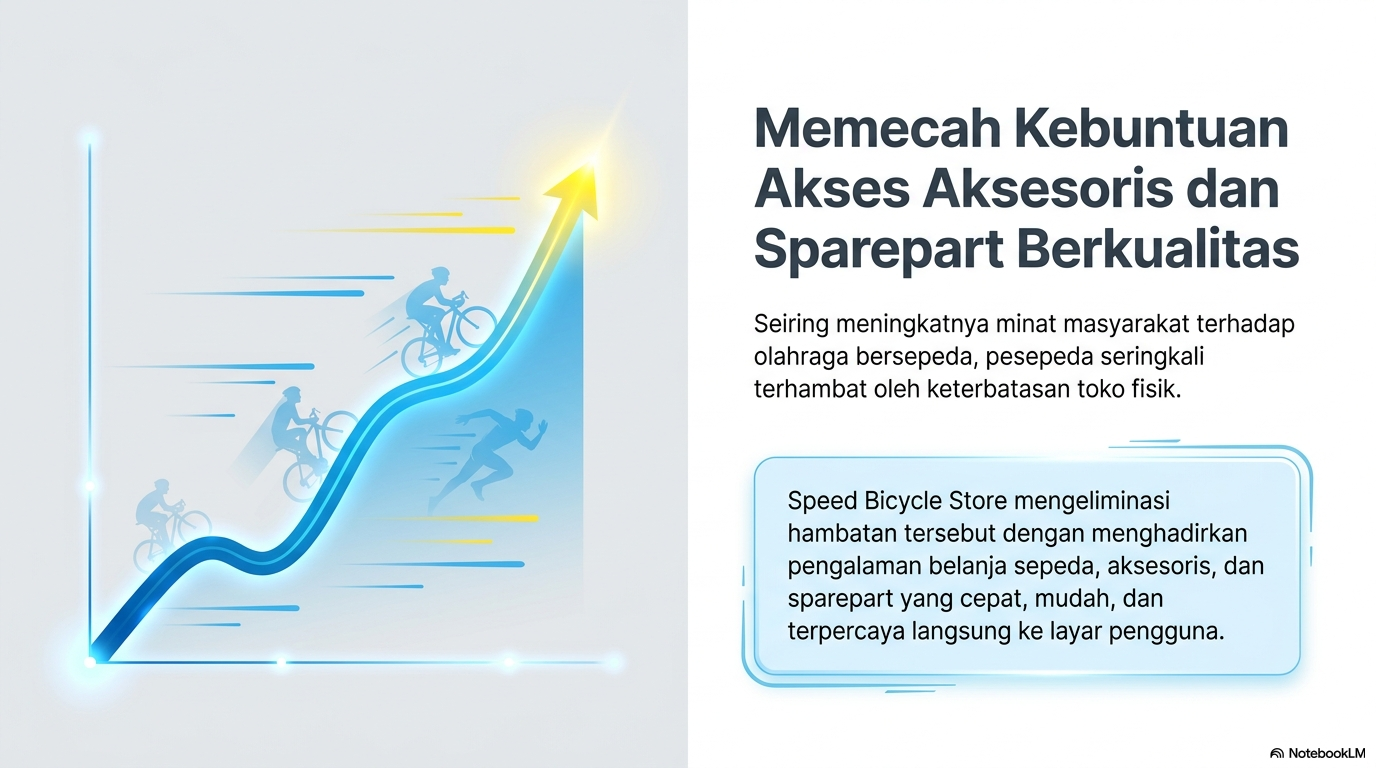 Memecah Kebuntuan
Akses Aksesoris dan
Sparepart Berkualitas
Seiring meningkatnya minat masyarakat terhadap
olahraga bersepeda, pesepeda seringkali
terhambat oleh keterbatasan toko fisik.
Speed Bicycle Store mengeliminasi
hambatan tersebut dengan menghadirkan
pengalaman belanja sepeda, aksesoris, dan
sparepart yang cepat, mudah, dan
terpercaya langsung ke layar pengguna.
NotebookLM